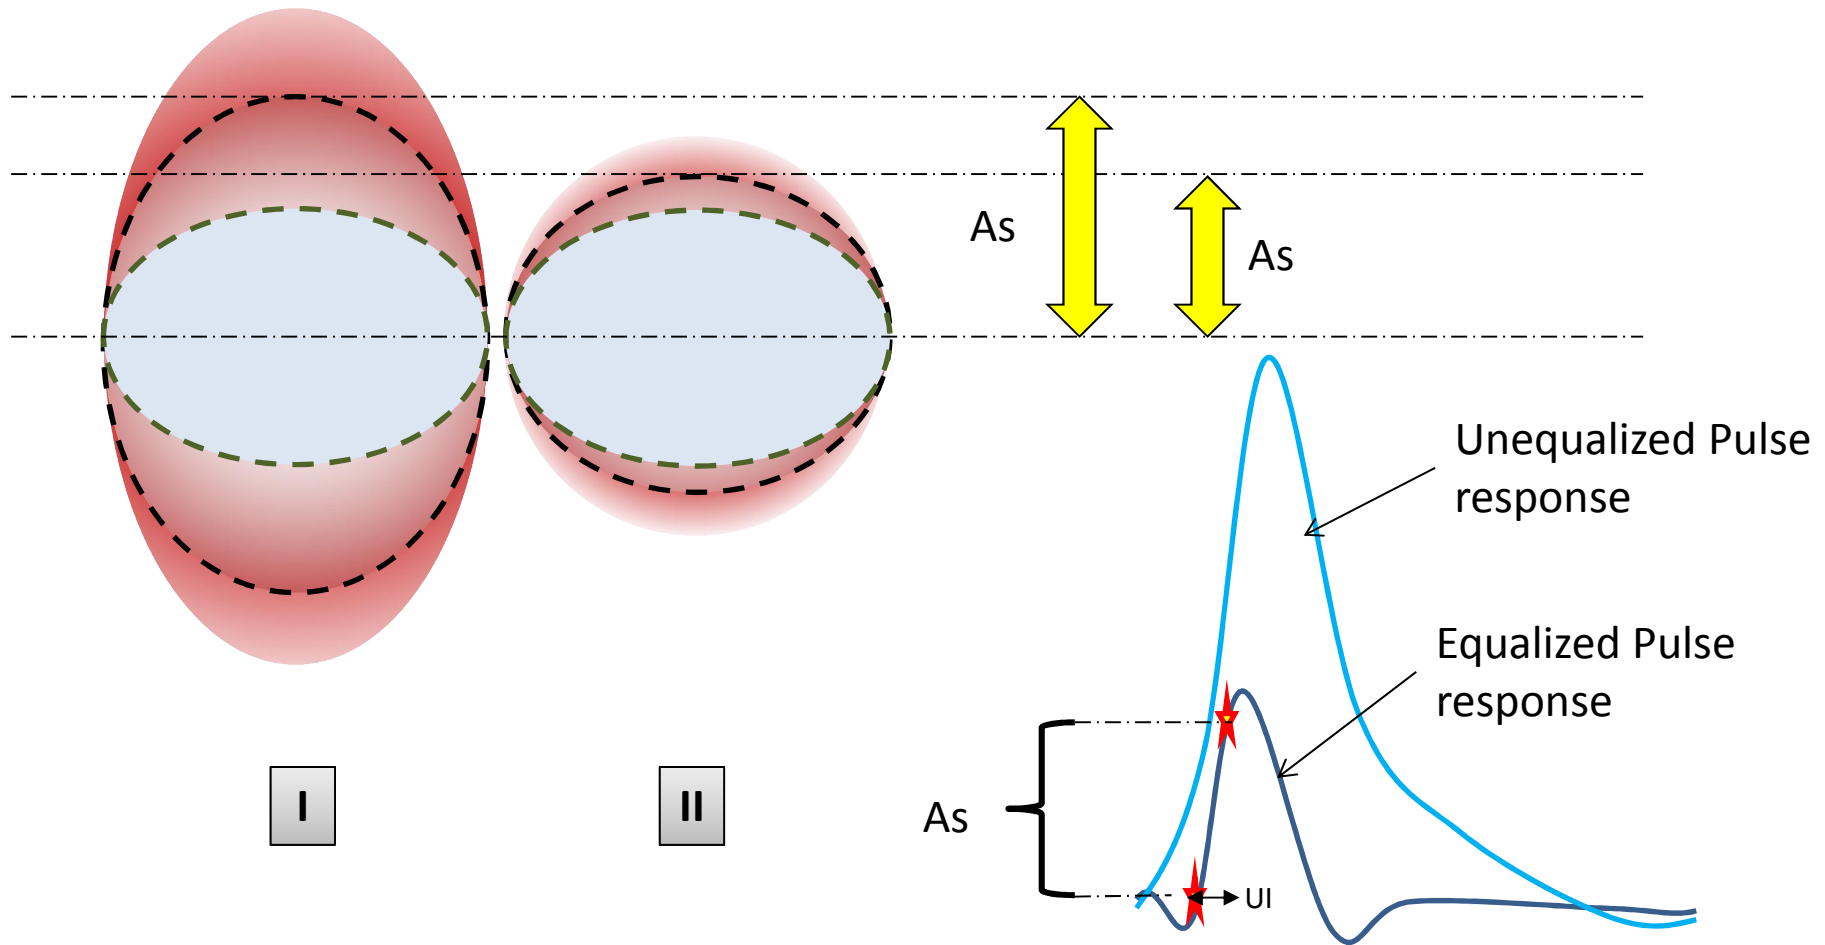 As
As
Unequalized Pulse
response
Equalized Pulse
response
I
II
As
UI